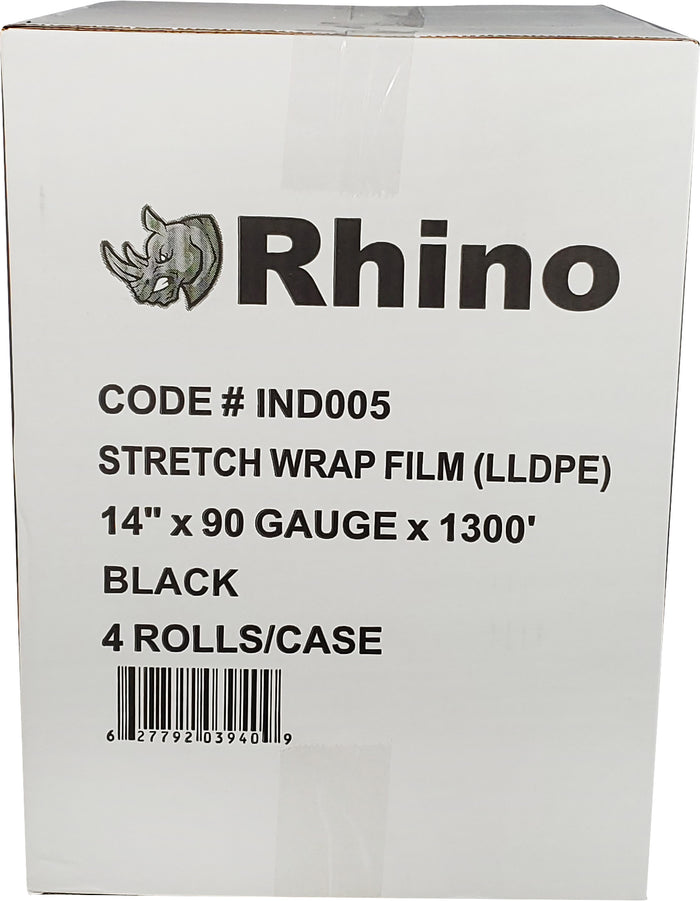 Rhino
CODE # IND005
STRETCH WRAP FILM (LLDPE)
14" x 90 GAUGE x 1300'
BLACK
4 ROLLS/CASE
6 27792 03940 9